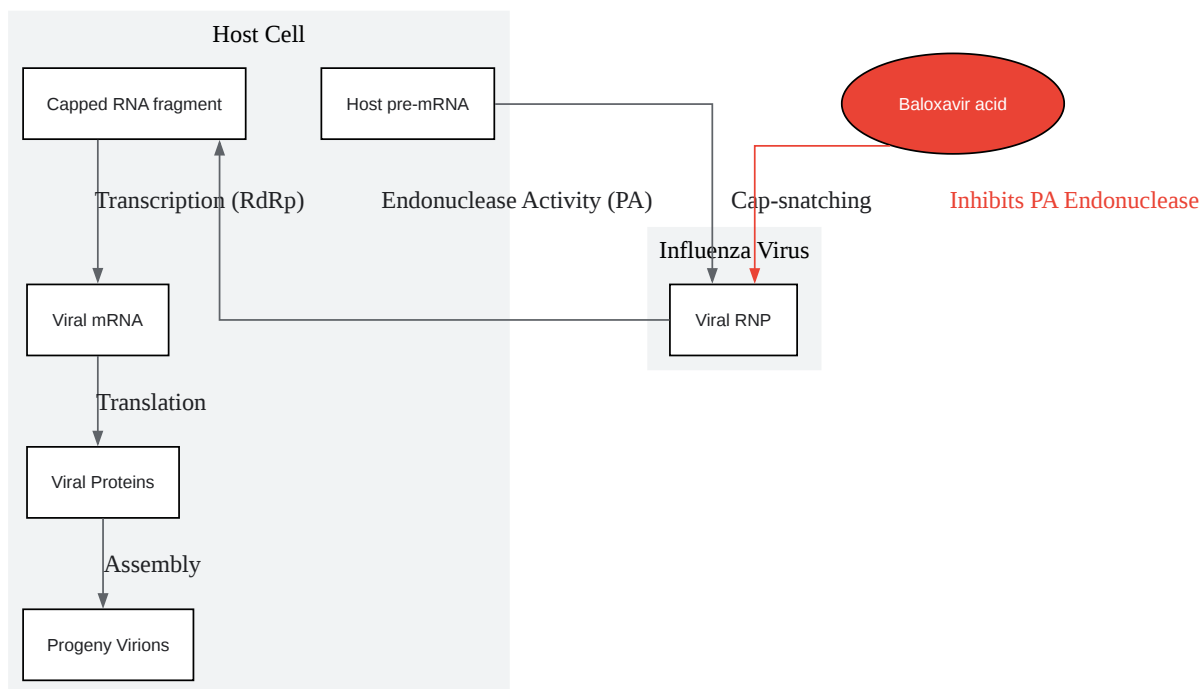 Host Cell
Capped RNA fragment
Host pre-mRNA
Baloxavir acid
Transcription (RdRp)
Endonuclease Activity (PA)
Cap-snatching
Inhibits PA Endonuclease
Influenza Virus
Viral mRNA
Viral RNP
Translation
Viral Proteins
Assembly
Progeny Virions